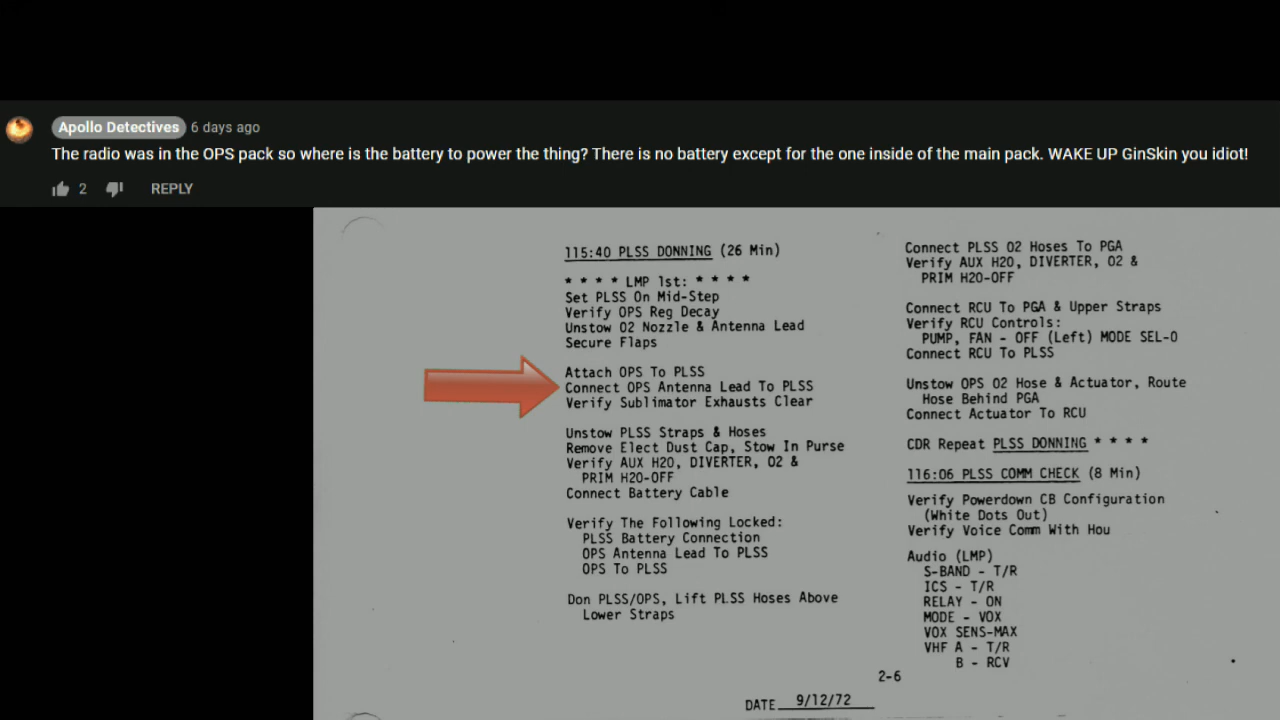 Apollo Detectives 6 days ago
The radio was in the OPS pack so where is the battery to power the thing? There is no battery except for the one inside of the main pack. WAKE UP GinSkin you idiot!
2 REPLY
115:40 PLSS DONNING (26 Min)
* * * * LMP 1st: * * * *
Set PLSS On Mid-Step
Verify OPS Reg Decay
Unstow O2 Nozzle & Antenna Lead
Secure Flaps
Attach OPS To PLSS
Connect OPS Antenna Lead To PLSS
Verify Sublimator Exhausts Clear
Unstow PLSS Straps & Hoses
Remove Elect Dust Cap, Stow In Purse
Verify AUX H2O, DIVERTER, O2 &
PRIM H2O-OFF
Connect Battery Cable
Verify The Following Locked:
PLSS Battery Connection
OPS Antenna Lead To PLSS
OPS To PLSS
Don PLSS/OPS, Lift PLSS Hoses Above
Lower Straps
Connect PLSS O2 Hoses To PGA
Verify AUX H2O, DIVERTER, O2 &
PRIM H2O-OFF
Connect RCU To PGA & Upper Straps
Verify RCU Controls:
PUMP, FAN - OFF (Left) MODE SEL-O
Connect RCU To PLSS
Unstow OPS O2 Hose & Actuator, Route
Hose Behind PGA
Connect Actuator To RCU
CDR Repeat PLSS DONNING * * * *
116:06 PLSS COMM CHECK (8 Min)
Verify Powerdown CB Configuration
(White Dots Out)
Verify Voice Comm With Hou
Audio (LMP)
S-BAND - T/R
ICS - T/R
RELAY - ON
MODE - VOX
VOX SENS-MAX
VHF A - T/R
B - RCV
2-6
DATE 9/12/72